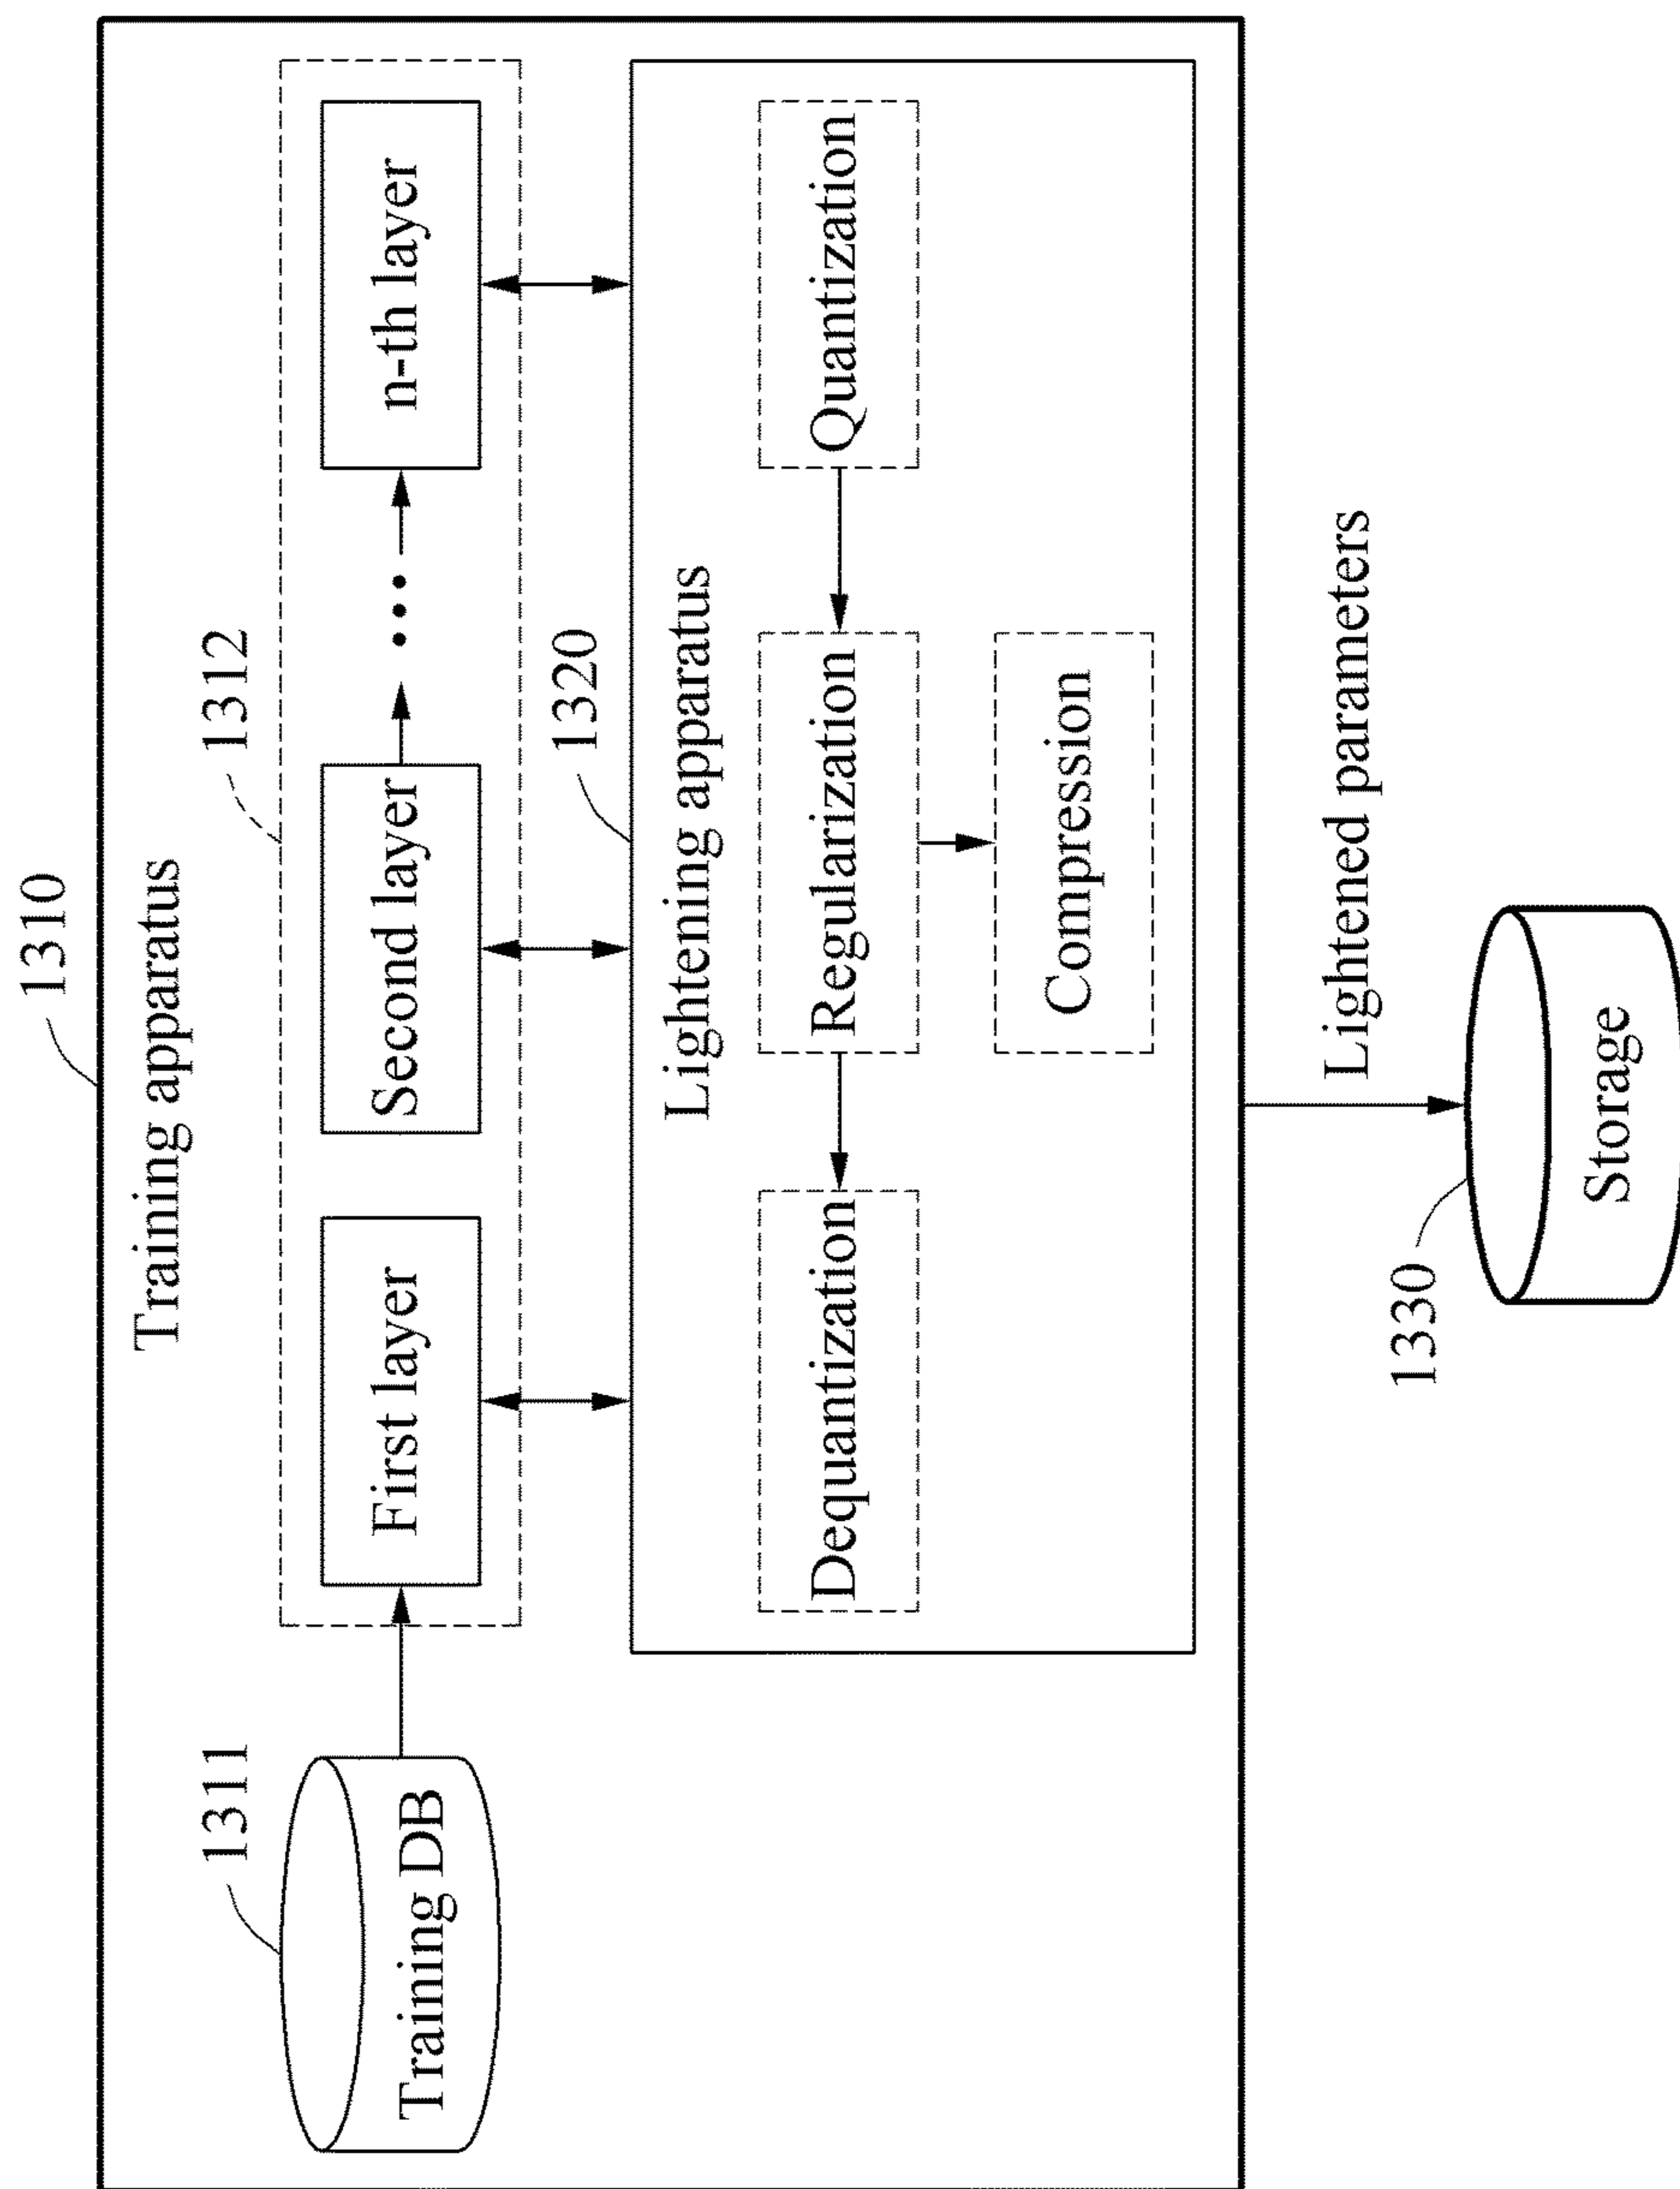 1310
Training apparatus
1311
1312
Training DB
First layer
Second layer
n-th layer
1320
Lightening apparatus
Dequantization
Regularization
Quantization
Compression
Lightened parameters
1330
Storage